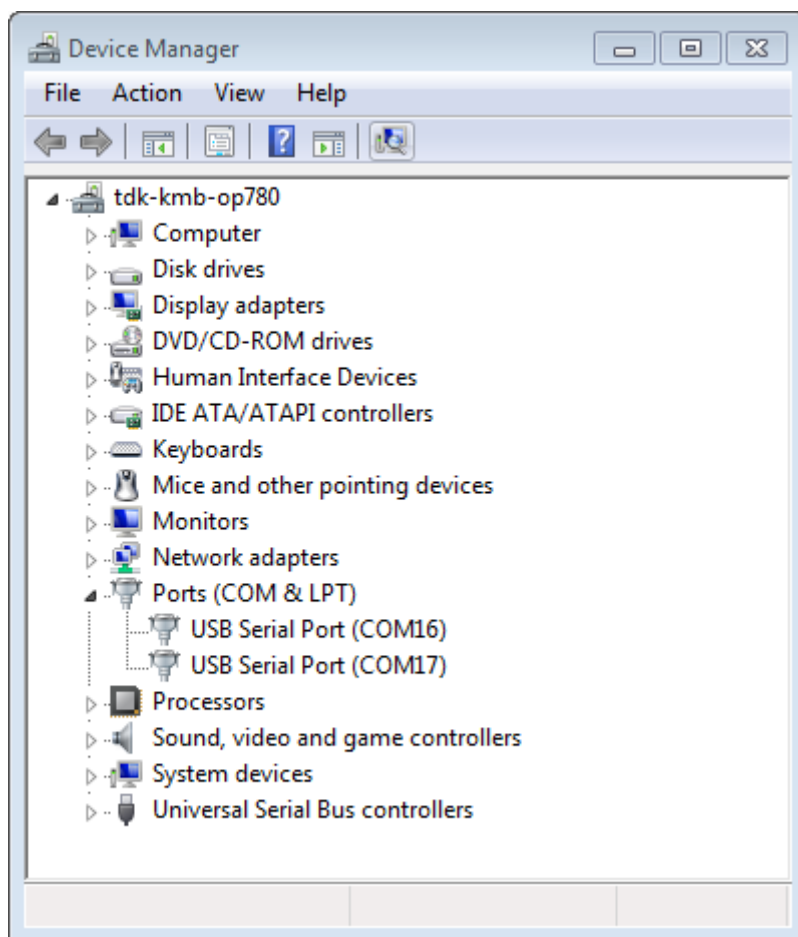 Device Manager
File Action View Help
tdk-kmb-op780
Computer
Disk drives
Display adapters
DVD/CD-ROM drives
Human Interface Devices
IDE ATA/ATAPI controllers
Keyboards
Mice and other pointing devices
Monitors
Network adapters
Ports (COM & LPT)
USB Serial Port (COM16)
USB Serial Port (COM17)
Processors
Sound, video and game controllers
System devices
Universal Serial Bus controllers